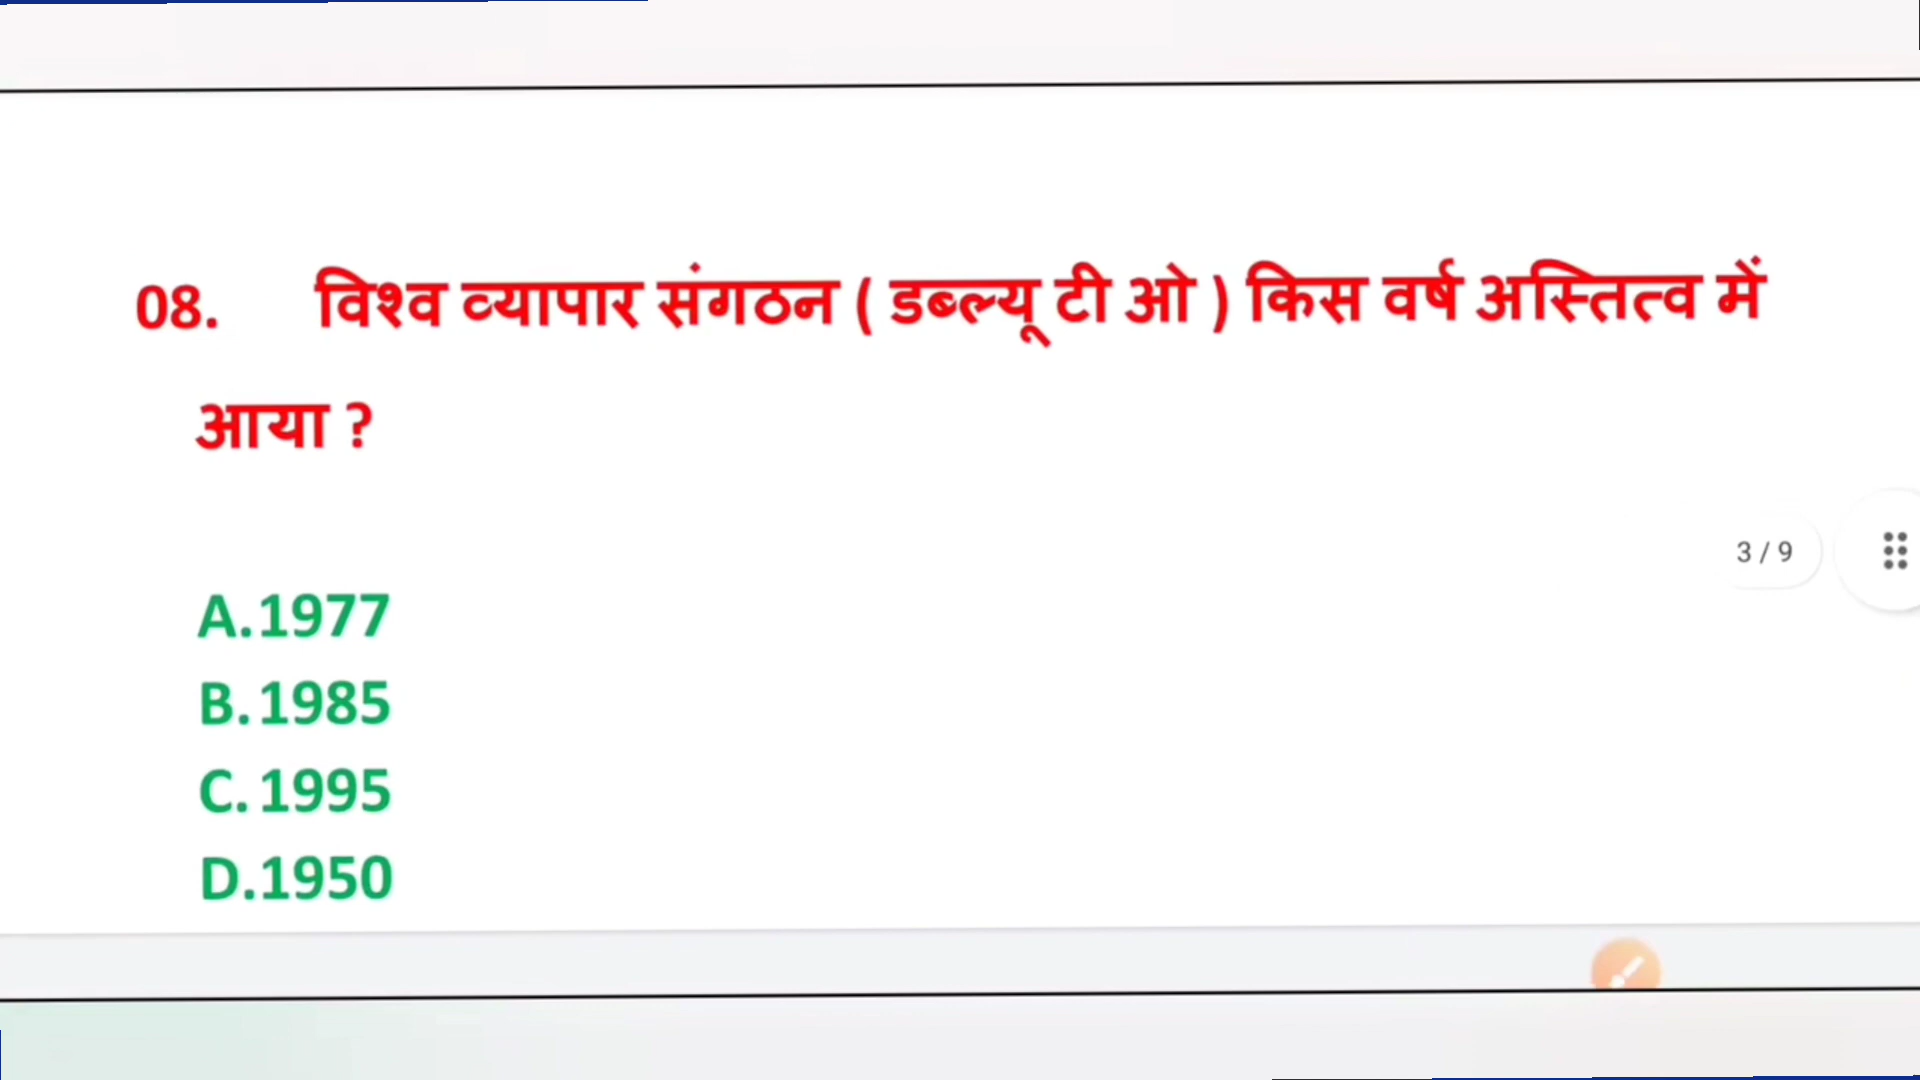 08. विश्व व्यापार संगठन ( डब्ल्यू टी ओ ) किस वर्ष अस्तित्व में
आया ?
3 / 9
A. 1977
B. 1985
C. 1995
D. 1950